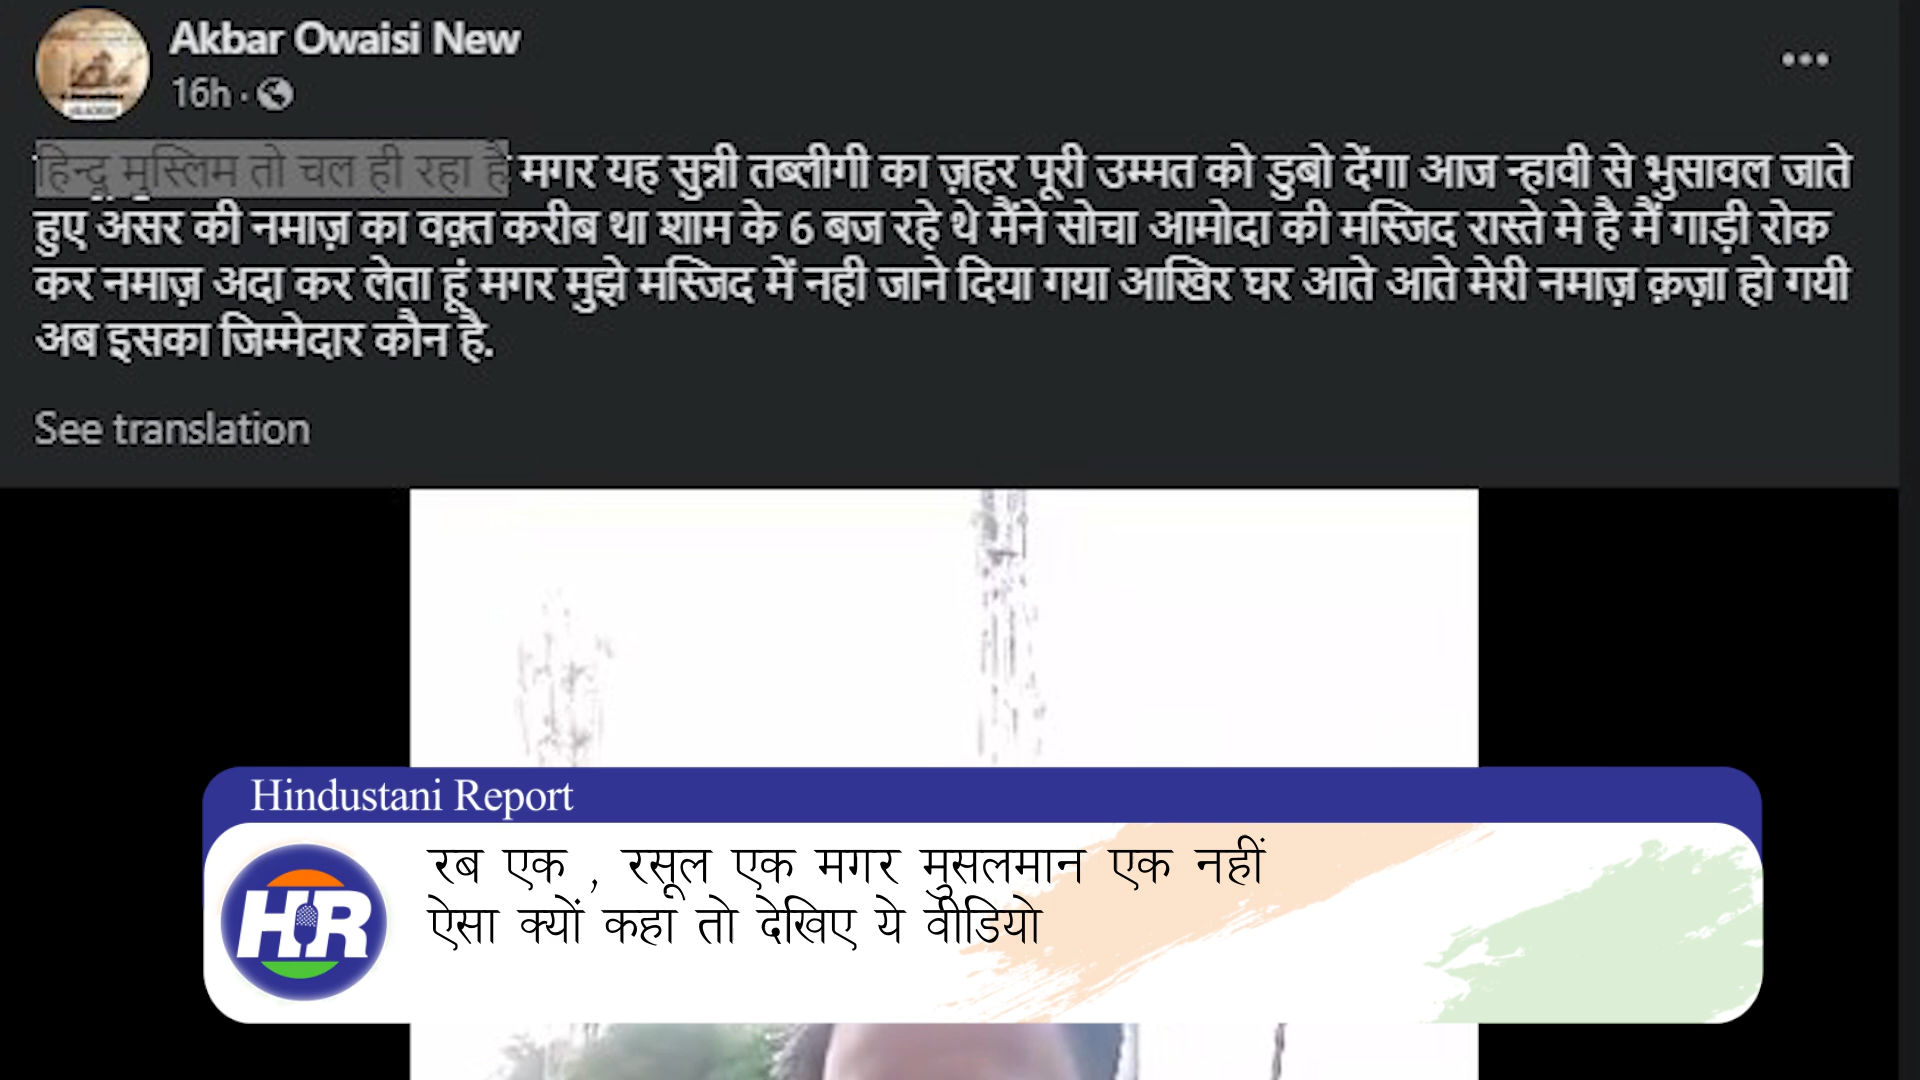 Akbar Owaisi New
16h ·
हिन्दू मुस्लिम तो चल ही रहा है मगर यह सुन्नी तब्लीगी का ज़हर पूरी उम्मत को डुबो देंगा आज न्हावी से भुसावल जाते
हुए असर की नमाज़ का वक़्त करीब था शाम के 6 बज रहे थे मैंने सोचा आमोदा की मस्जिद रास्ते मे है मैं गाड़ी रोक
कर नमाज़ अदा कर लेता हूं मगर मुझे मस्जिद में नही जाने दिया गया आखिर घर आते आते मेरी नमाज़ क़ज़ा हो गयी
अब इसका जिम्मेदार कौन है.
See translation
Hindustani Report
HR
रब एक , रसूल एक मगर मुसलमान एक नहीं
ऐसा क्यों कहा तो देखिए ये वीडियो